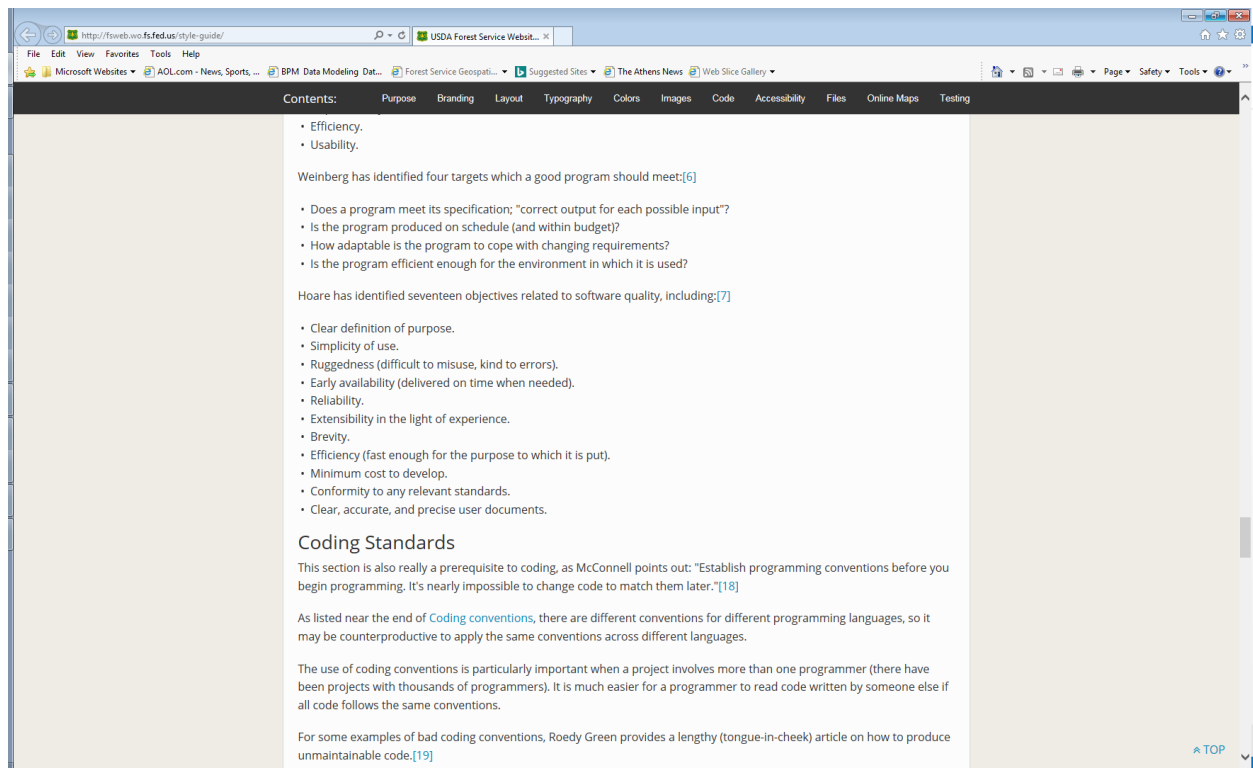 http://fsweb.wo.fs.fed.us/style-guide/
USDA Forest Service Websit...
File Edit View Favorites Tools Help
Microsoft Websites AOL.com - News, Sports, ... BPM Data Modeling Dat... Forest Service Geospati... Suggested Sites The Athens News Web Slice Gallery Page Safety Tools
Contents: Purpose Branding Layout Typography Colors Images Code Accessibility Files Online Maps Testing
• Efficiency.
• Usability.
Weinberg has identified four targets which a good program should meet:[6]
• Does a program meet its specification; "correct output for each possible input"?
• Is the program produced on schedule (and within budget)?
• How adaptable is the program to cope with changing requirements?
• Is the program efficient enough for the environment in which it is used?
Hoare has identified seventeen objectives related to software quality, including:[7]
• Clear definition of purpose.
• Simplicity of use.
• Ruggedness (difficult to misuse, kind to errors).
• Early availability (delivered on time when needed).
• Reliability.
• Extensibility in the light of experience.
• Brevity.
• Efficiency (fast enough for the purpose to which it is put).
• Minimum cost to develop.
• Conformity to any relevant standards.
• Clear, accurate, and precise user documents.
Coding Standards
This section is also really a prerequisite to coding, as McConnell points out: "Establish programming conventions before you
begin programming. It's nearly impossible to change code to match them later."[18]
As listed near the end of Coding conventions, there are different conventions for different programming languages, so it
may be counterproductive to apply the same conventions across different languages.
The use of coding conventions is particularly important when a project involves more than one programmer (there have
been projects with thousands of programmers). It is much easier for a programmer to read code written by someone else if
all code follows the same conventions.
For some examples of bad coding conventions, Roedy Green provides a lengthy (tongue-in-cheek) article on how to produce
unmaintainable code.[19]
TOP